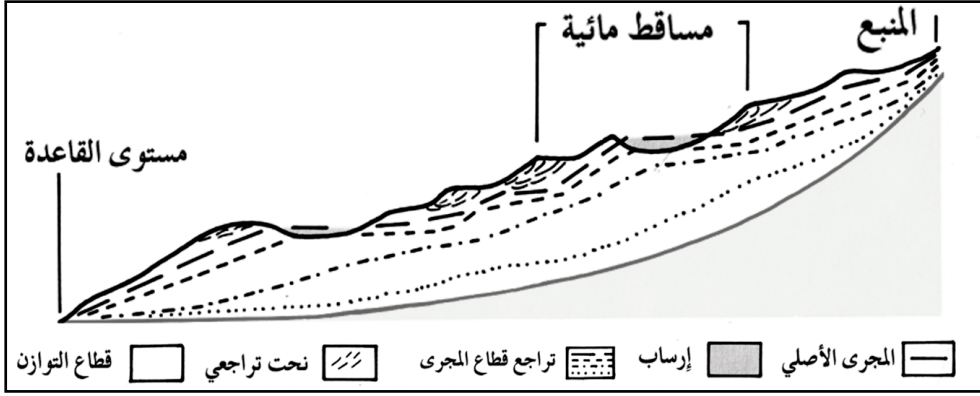 المنبع
مساقط مائية
مستوى القاعدة
المجرى الأصلي
إرساب
تراجع قطاع المجرى
نحت تراجعي
قطاع التوازن